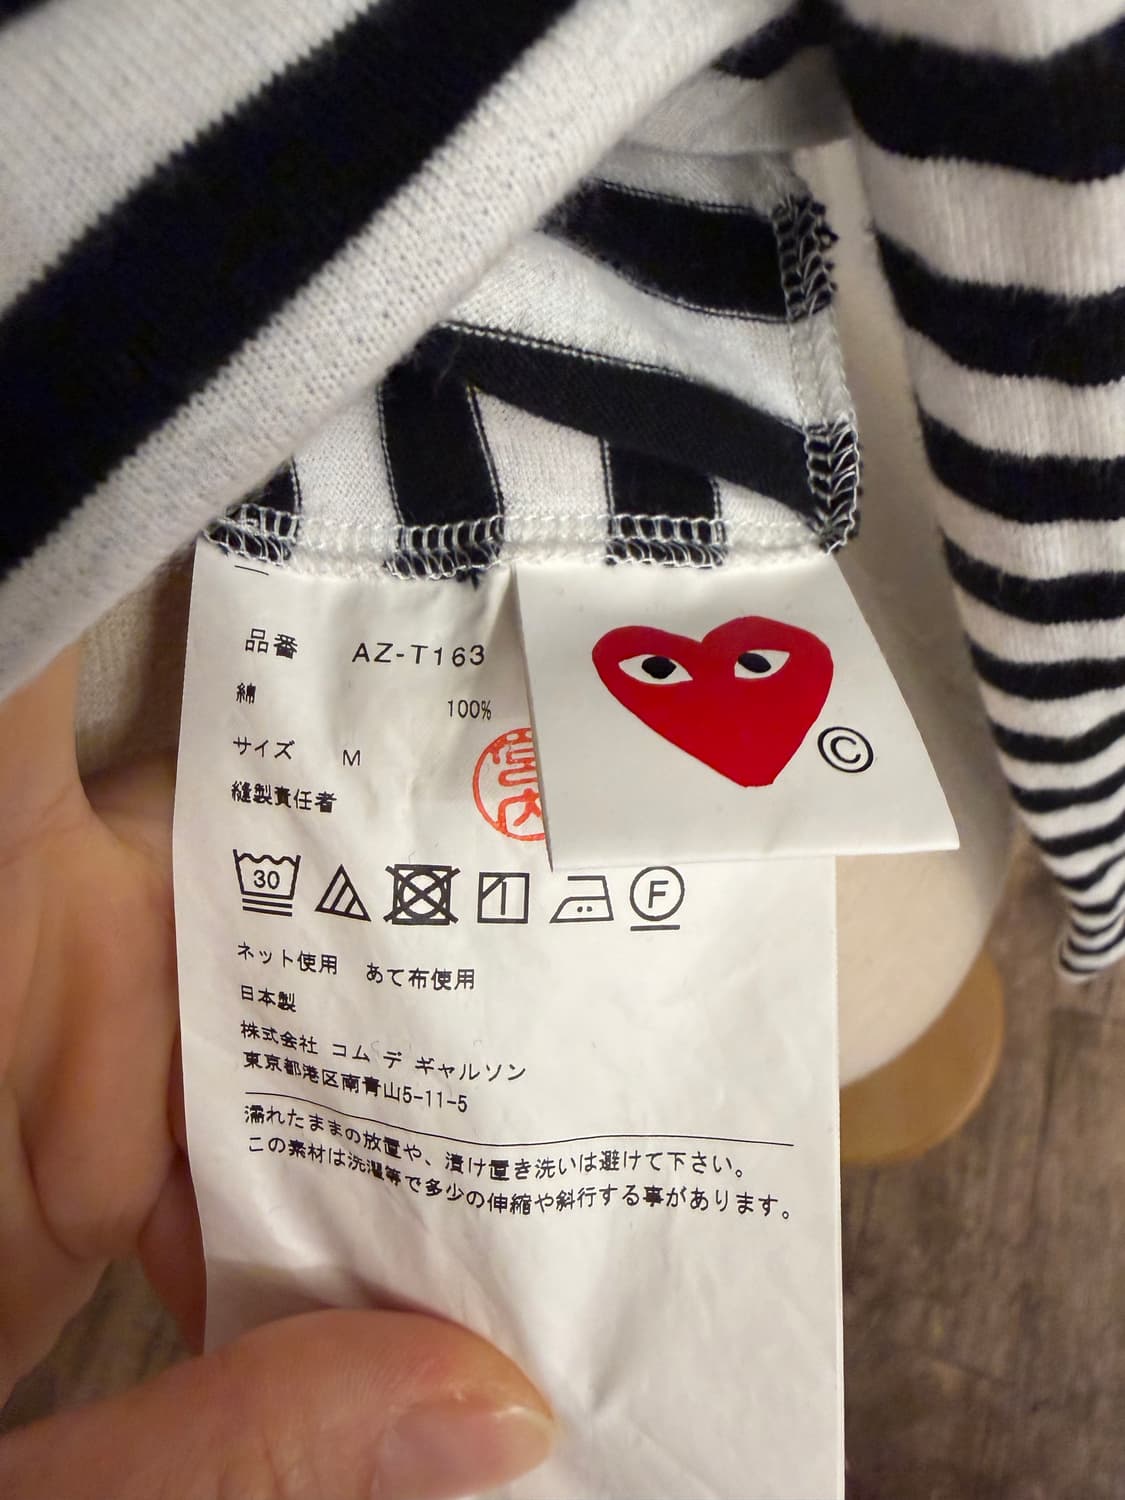 品番 AZ-T163
綿 100%
サイズ M
縫製責任者
30
F
ネット使用 あて布使用
日本製
株式会社 コム デ ギャルソン
東京都港区南青山5-11-5
濡れたままの放置や、漬け置き洗いは避けて下さい。
この素材は洗濯等で多少の伸縮や斜行する事があります。
©